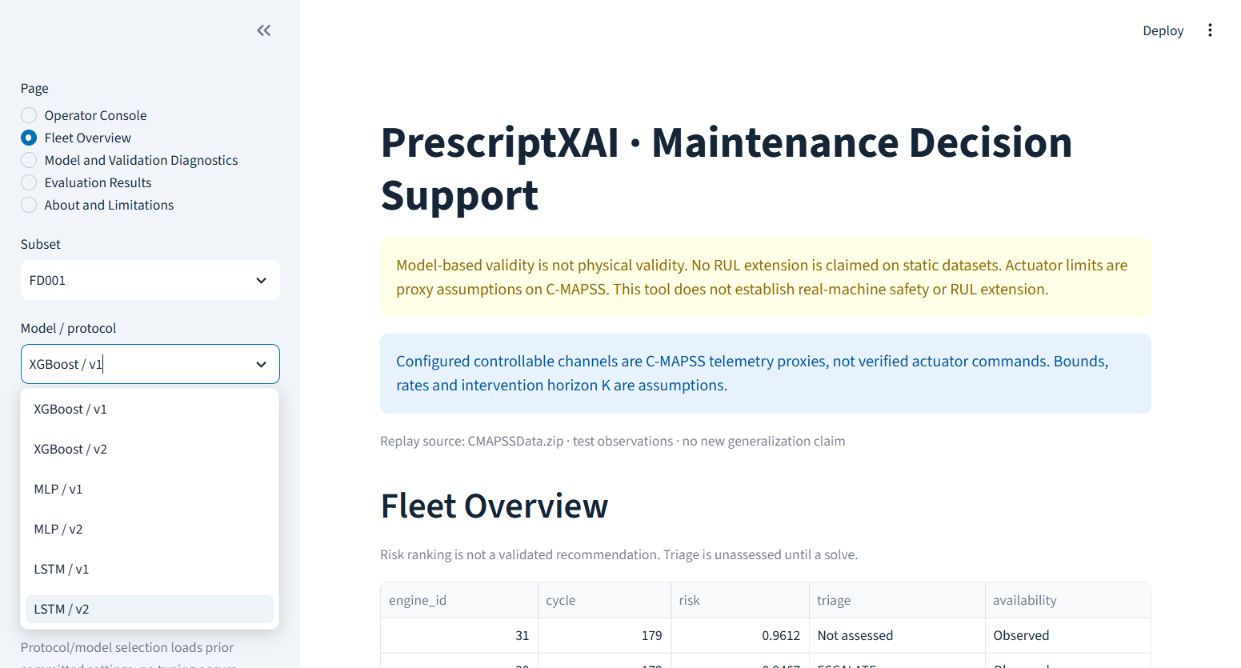 Deploy
Page
Operator Console
Fleet Overview
Model and Validation Diagnostics
Evaluation Results
About and Limitations
Subset
FD001
Model / protocol
XGBoost / v1
XGBoost / v1
XGBoost / v2
MLP / v1
MLP / v2
LSTM / v1
LSTM / v2
Protocol/model selection loads prior
PrescriptXAI · Maintenance Decision
Support
Model-based validity is not physical validity. No RUL extension is claimed on static datasets. Actuator limits are
proxy assumptions on C-MAPSS. This tool does not establish real-machine safety or RUL extension.
Configured controllable channels are C-MAPSS telemetry proxies, not verified actuator commands. Bounds,
rates and intervention horizon K are assumptions.
Replay source: CMAPSSData.zip · test observations · no new generalization claim
Fleet Overview
Risk ranking is not a validated recommendation. Triage is unassessed until a solve.
engine_id cycle risk triage availability
31 179 0.9612 Not assessed Observed